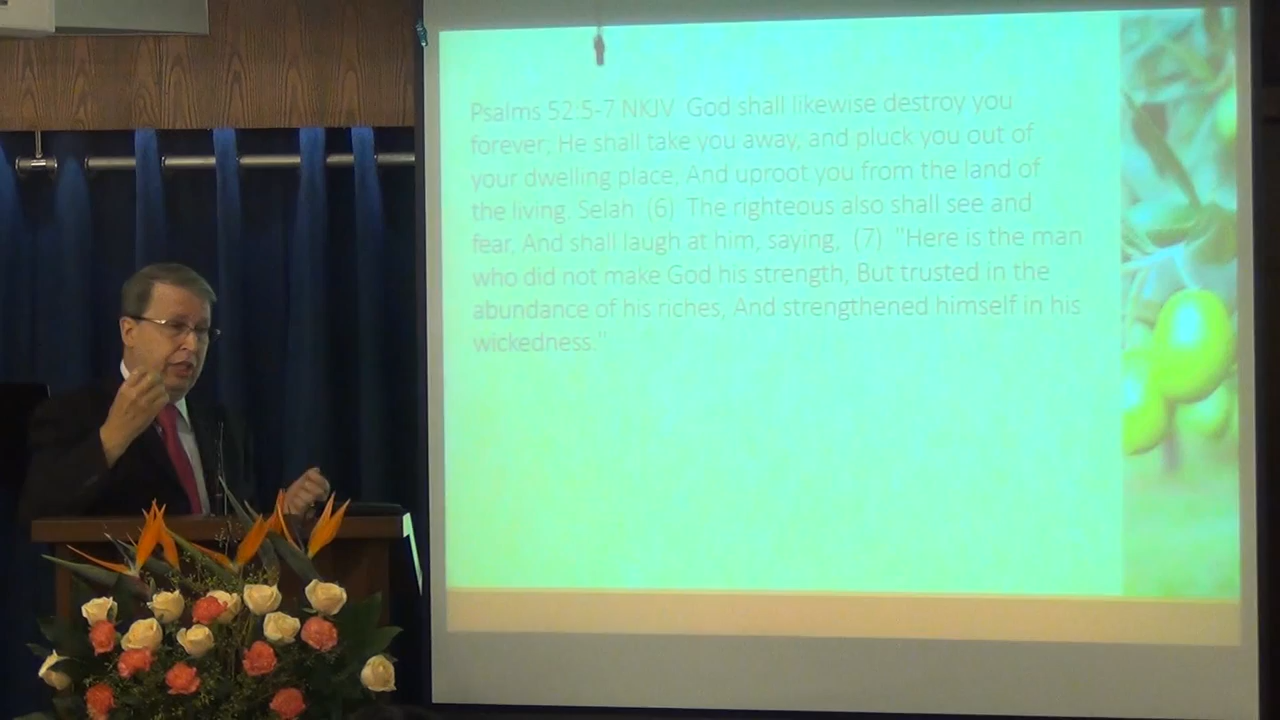 Psalms 52:5-7 NKJV God shall likewise destroy you
forever; He shall take you away, and pluck you out of
your dwelling place, And uproot you from the land of
the living. Selah (6) The righteous also shall see and
fear, And shall laugh at him, saying, (7) "Here is the man
who did not make God his strength, But trusted in the
abundance of his riches, And strengthened himself in his
wickedness."